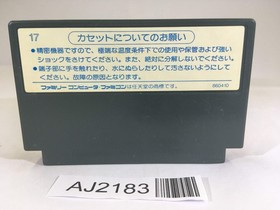 17
カセットについてのお願い
●精密機器ですので、極端な温度条件下での使用や保管および強い
ショックをさけてください。また、絶対に分解しないでください。
●端子部に手を触れたり、水にぬらしたりして汚さないようにして
ください。故障の原因となります。
ファミリーコンピュータ・ファミコンは任天堂の商標です。
AJ2183